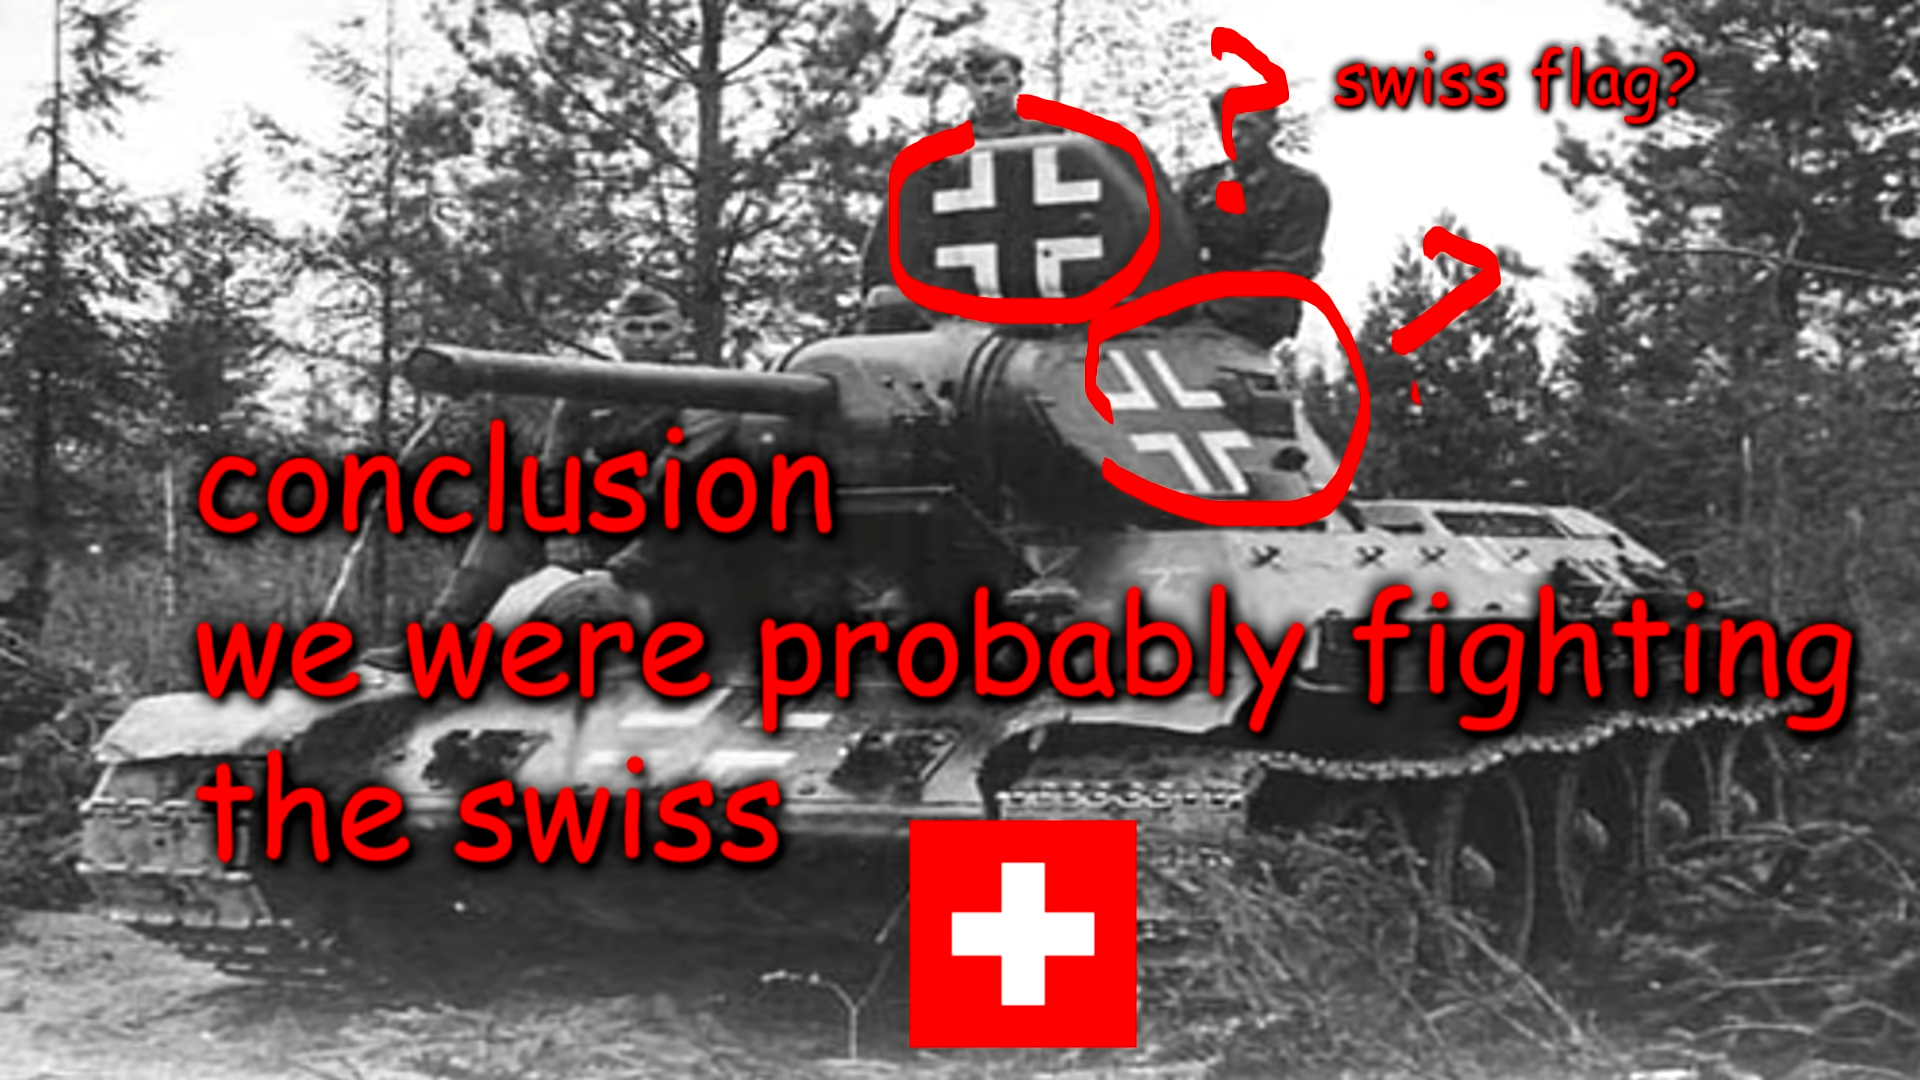 swiss flag?
conclusion
we were probably fighting
the swiss